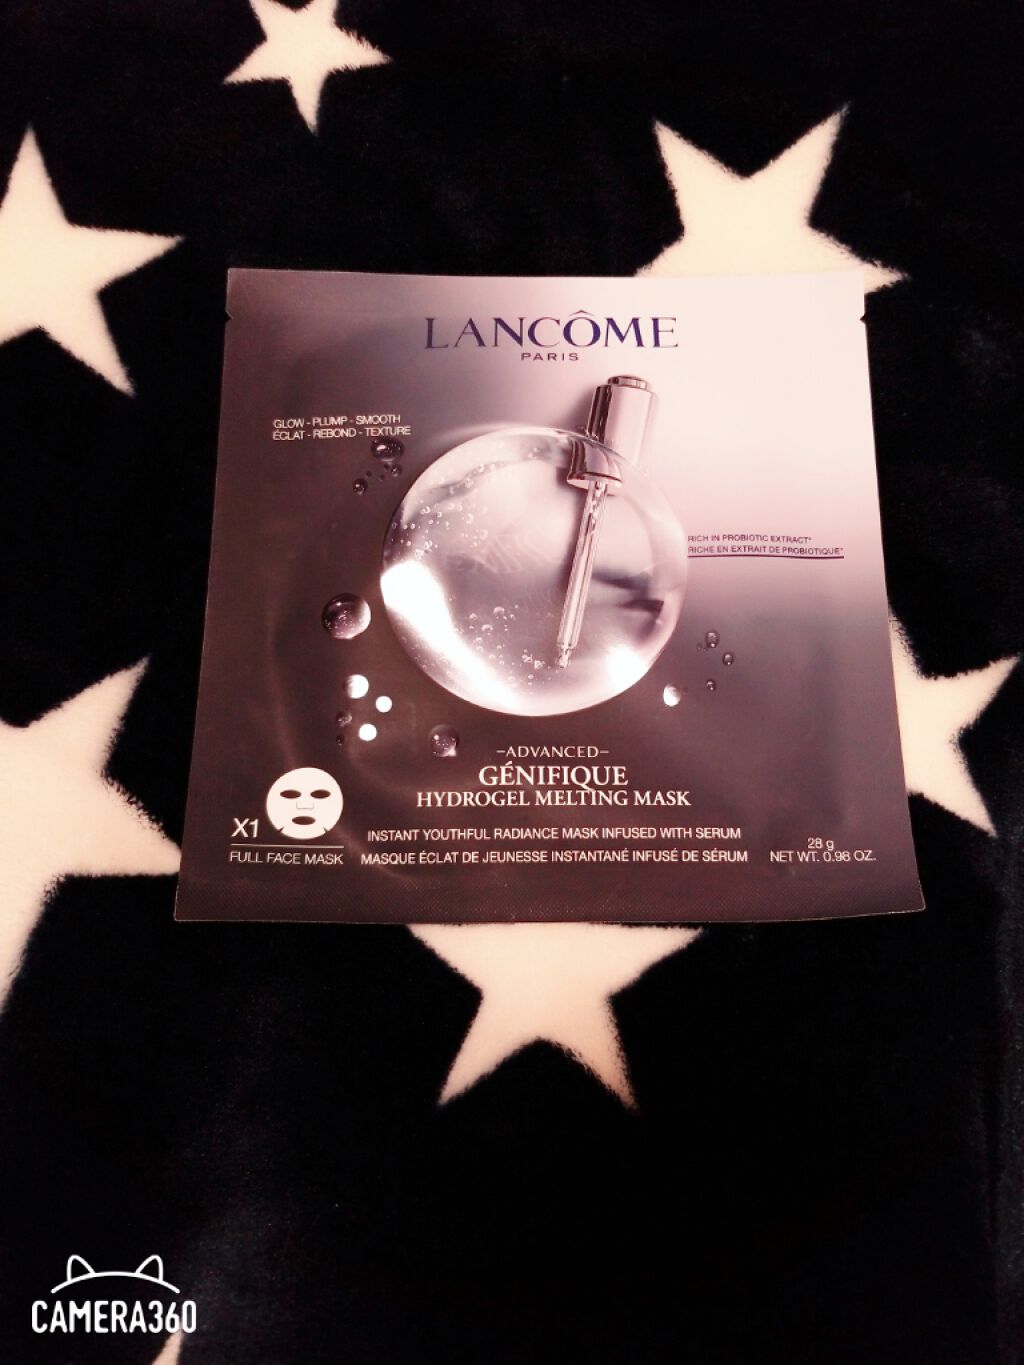 LANCÔME
PARIS
GLOW - PLUMP - SMOOTH
ÉCLAT - REBOND - TEXTURE
RICH IN PROBIOTIC EXTRACT*
RICHE EN EXTRAIT DE PROBIOTIQUE*
-ADVANCED-
GÉNIFIQUE
HYDROGEL MELTING MASK
X1
FULL FACE MASK
INSTANT YOUTHFUL RADIANCE MASK INFUSED WITH SERUM
MASQUE ÉCLAT DE JEUNESSE INSTANTANÉ INFUSÉ DE SÉRUM
28 g
NET WT. 0.98 OZ.
CAMERA360